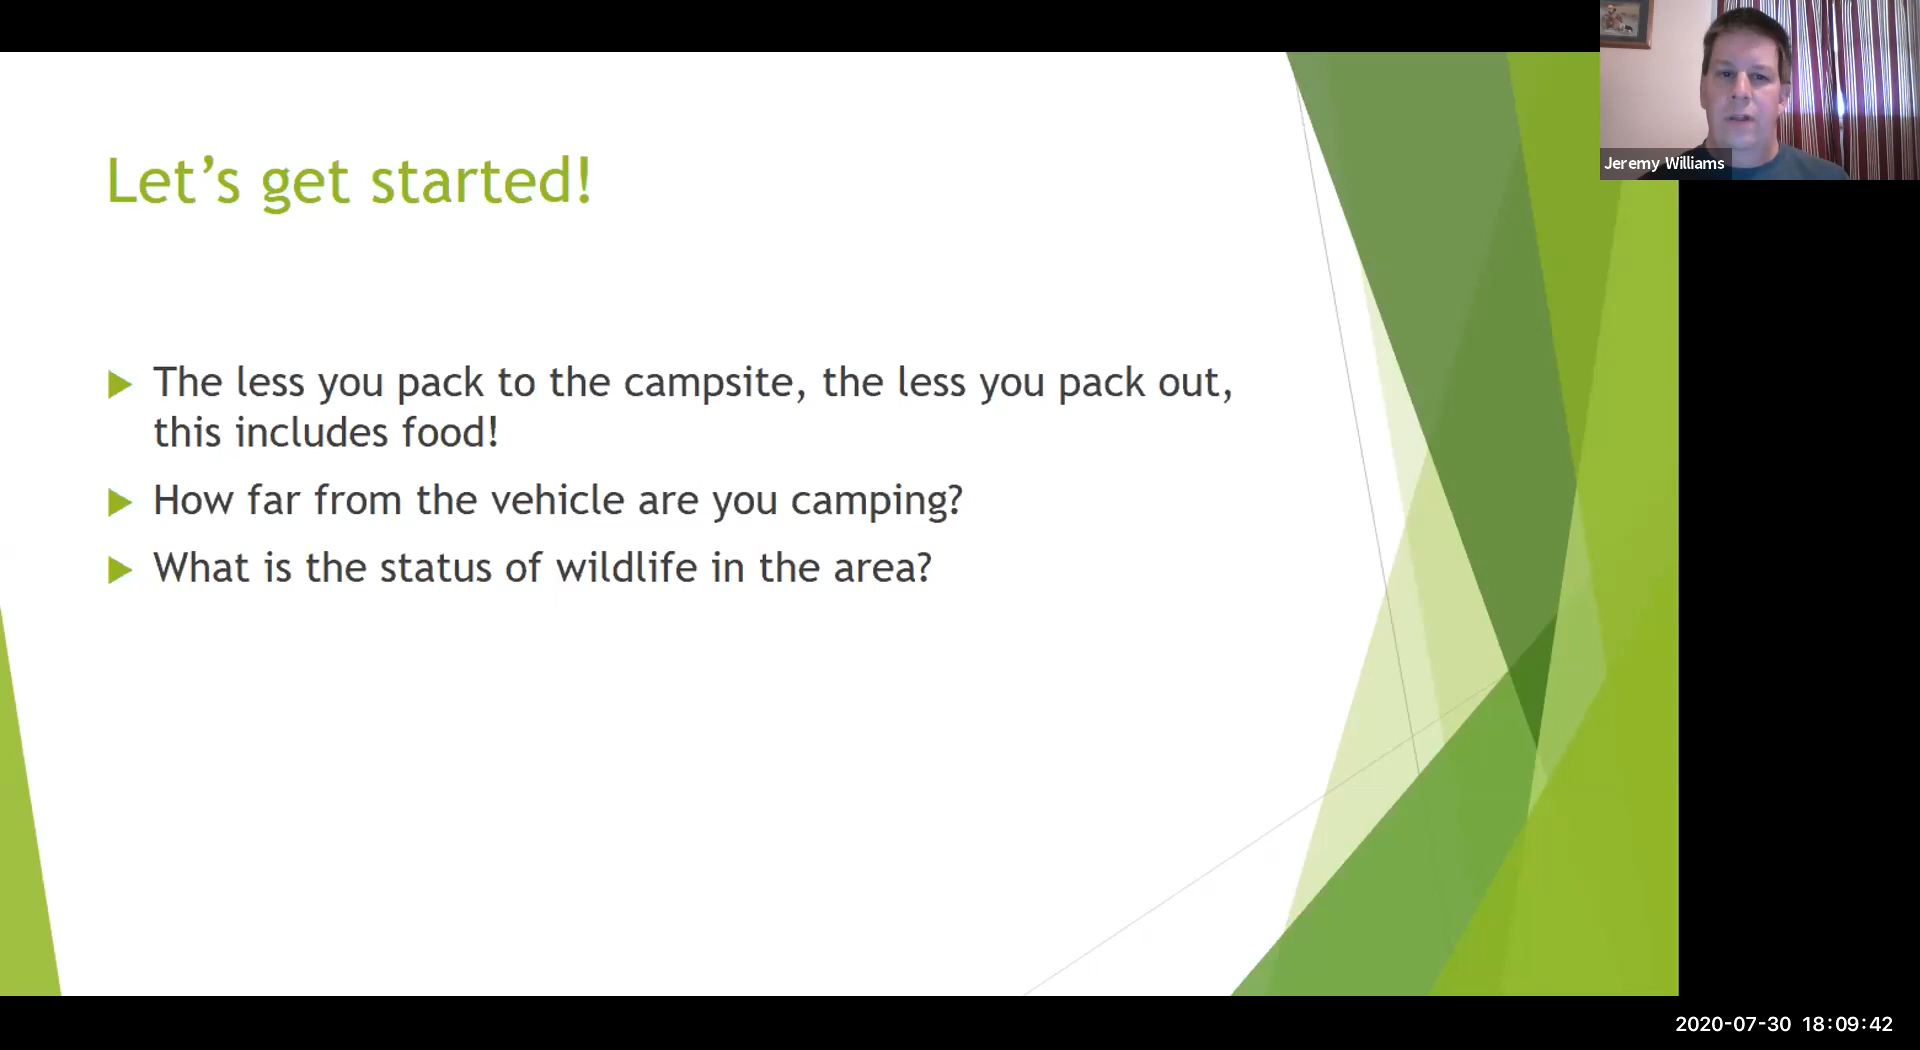 Let’s get started!
The less you pack to the campsite, the less you pack out,
this includes food!
How far from the vehicle are you camping?
What is the status of wildlife in the area?
Jeremy Williams
2020-07-30 18:09:42